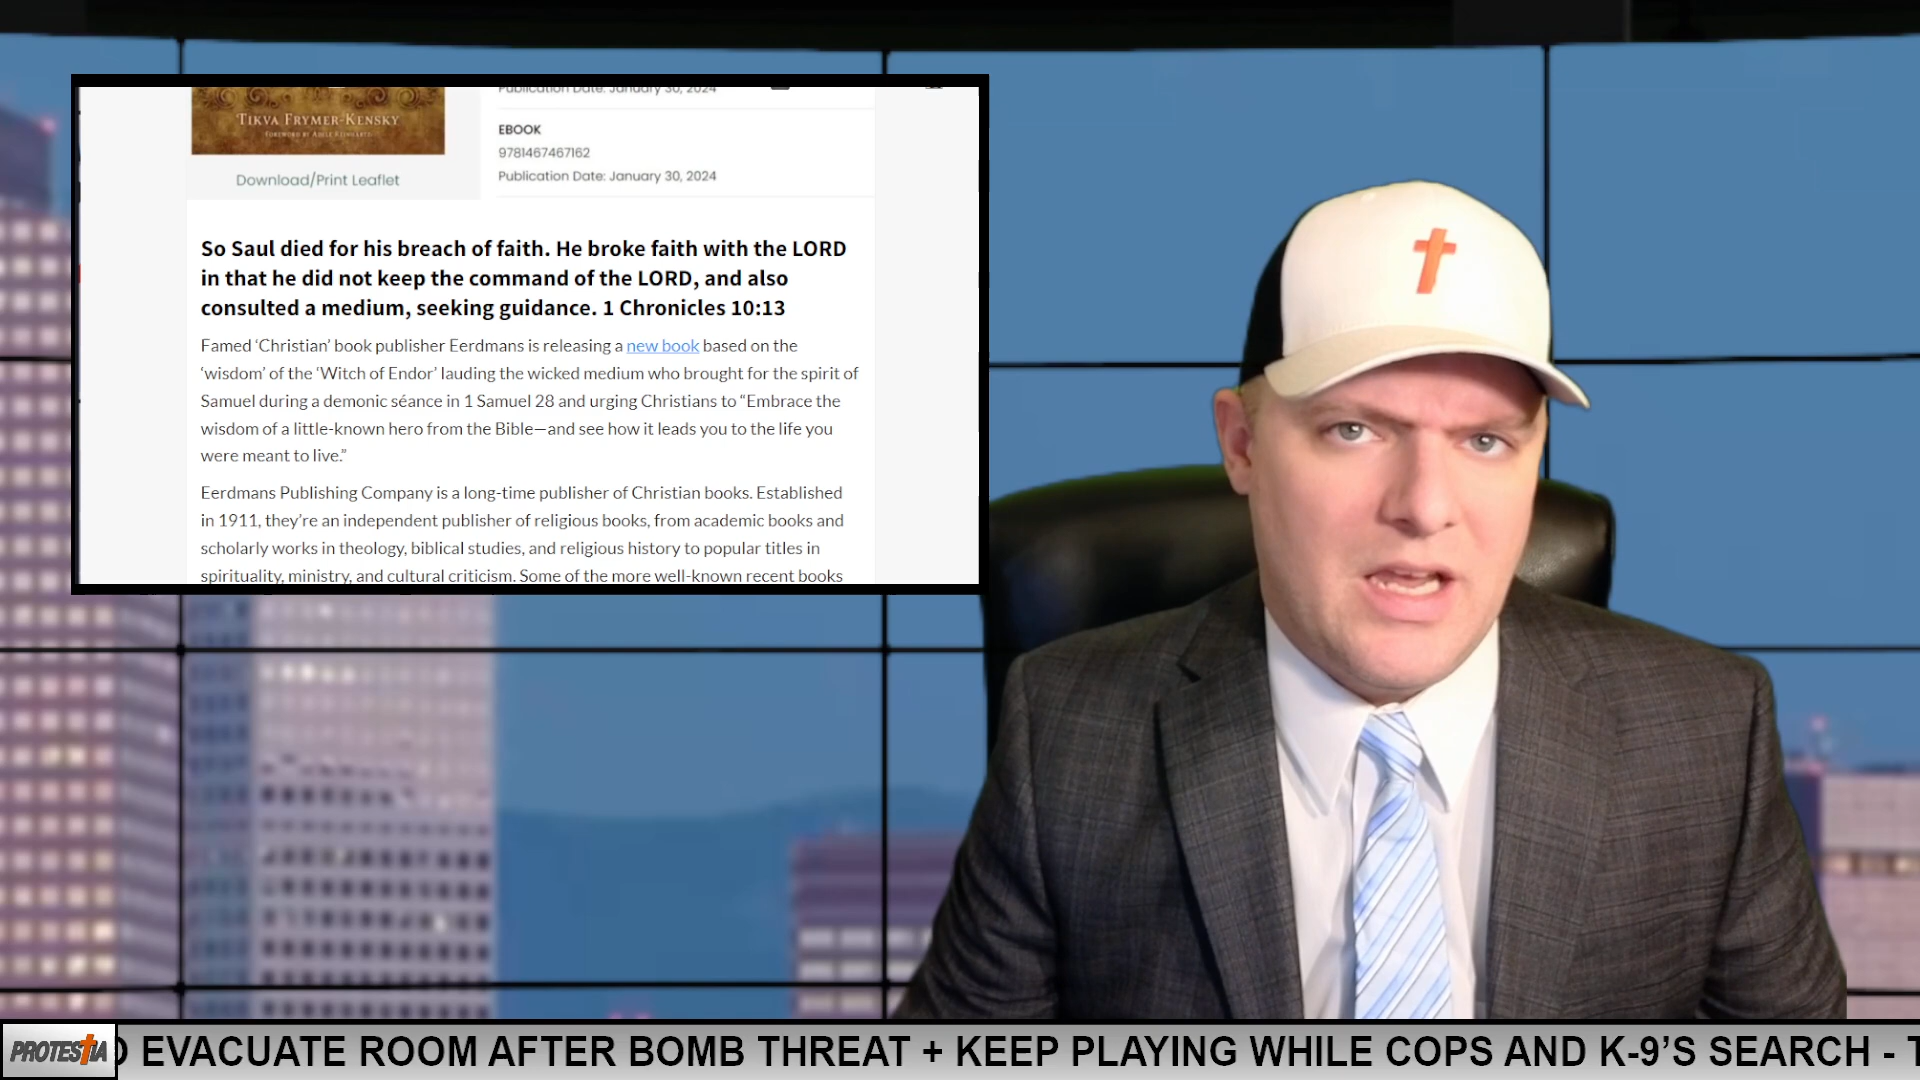 Publication Date: January 30, 2024
TIKVA FRYMER-KENSKY
EBOOK
9781467467162
Publication Date: January 30, 2024
Download/Print Leaflet
So Saul died for his breach of faith. He broke faith with the LORD
in that he did not keep the command of the LORD, and also
consulted a medium, seeking guidance. 1 Chronicles 10:13
Famed ‘Christian’ book publisher Eerdmans is releasing a new book based on the
‘wisdom’ of the ‘Witch of Endor’ lauding the wicked medium who brought for the spirit of
Samuel during a demonic séance in 1 Samuel 28 and urging Christians to “Embrace the
wisdom of a little-known hero from the Bible—and see how it leads you to the life you
were meant to live.”
Eerdmans Publishing Company is a long-time publisher of Christian books. Established
in 1911, they’re an independent publisher of religious books, from academic books and
scholarly works in theology, biblical studies, and religious history to popular titles in
spirituality, ministry, and cultural criticism. Some of the more well-known recent books
PROTESTIA
EVACUATE ROOM AFTER BOMB THREAT + KEEP PLAYING WHILE COPS AND K-9’S SEARCH - T